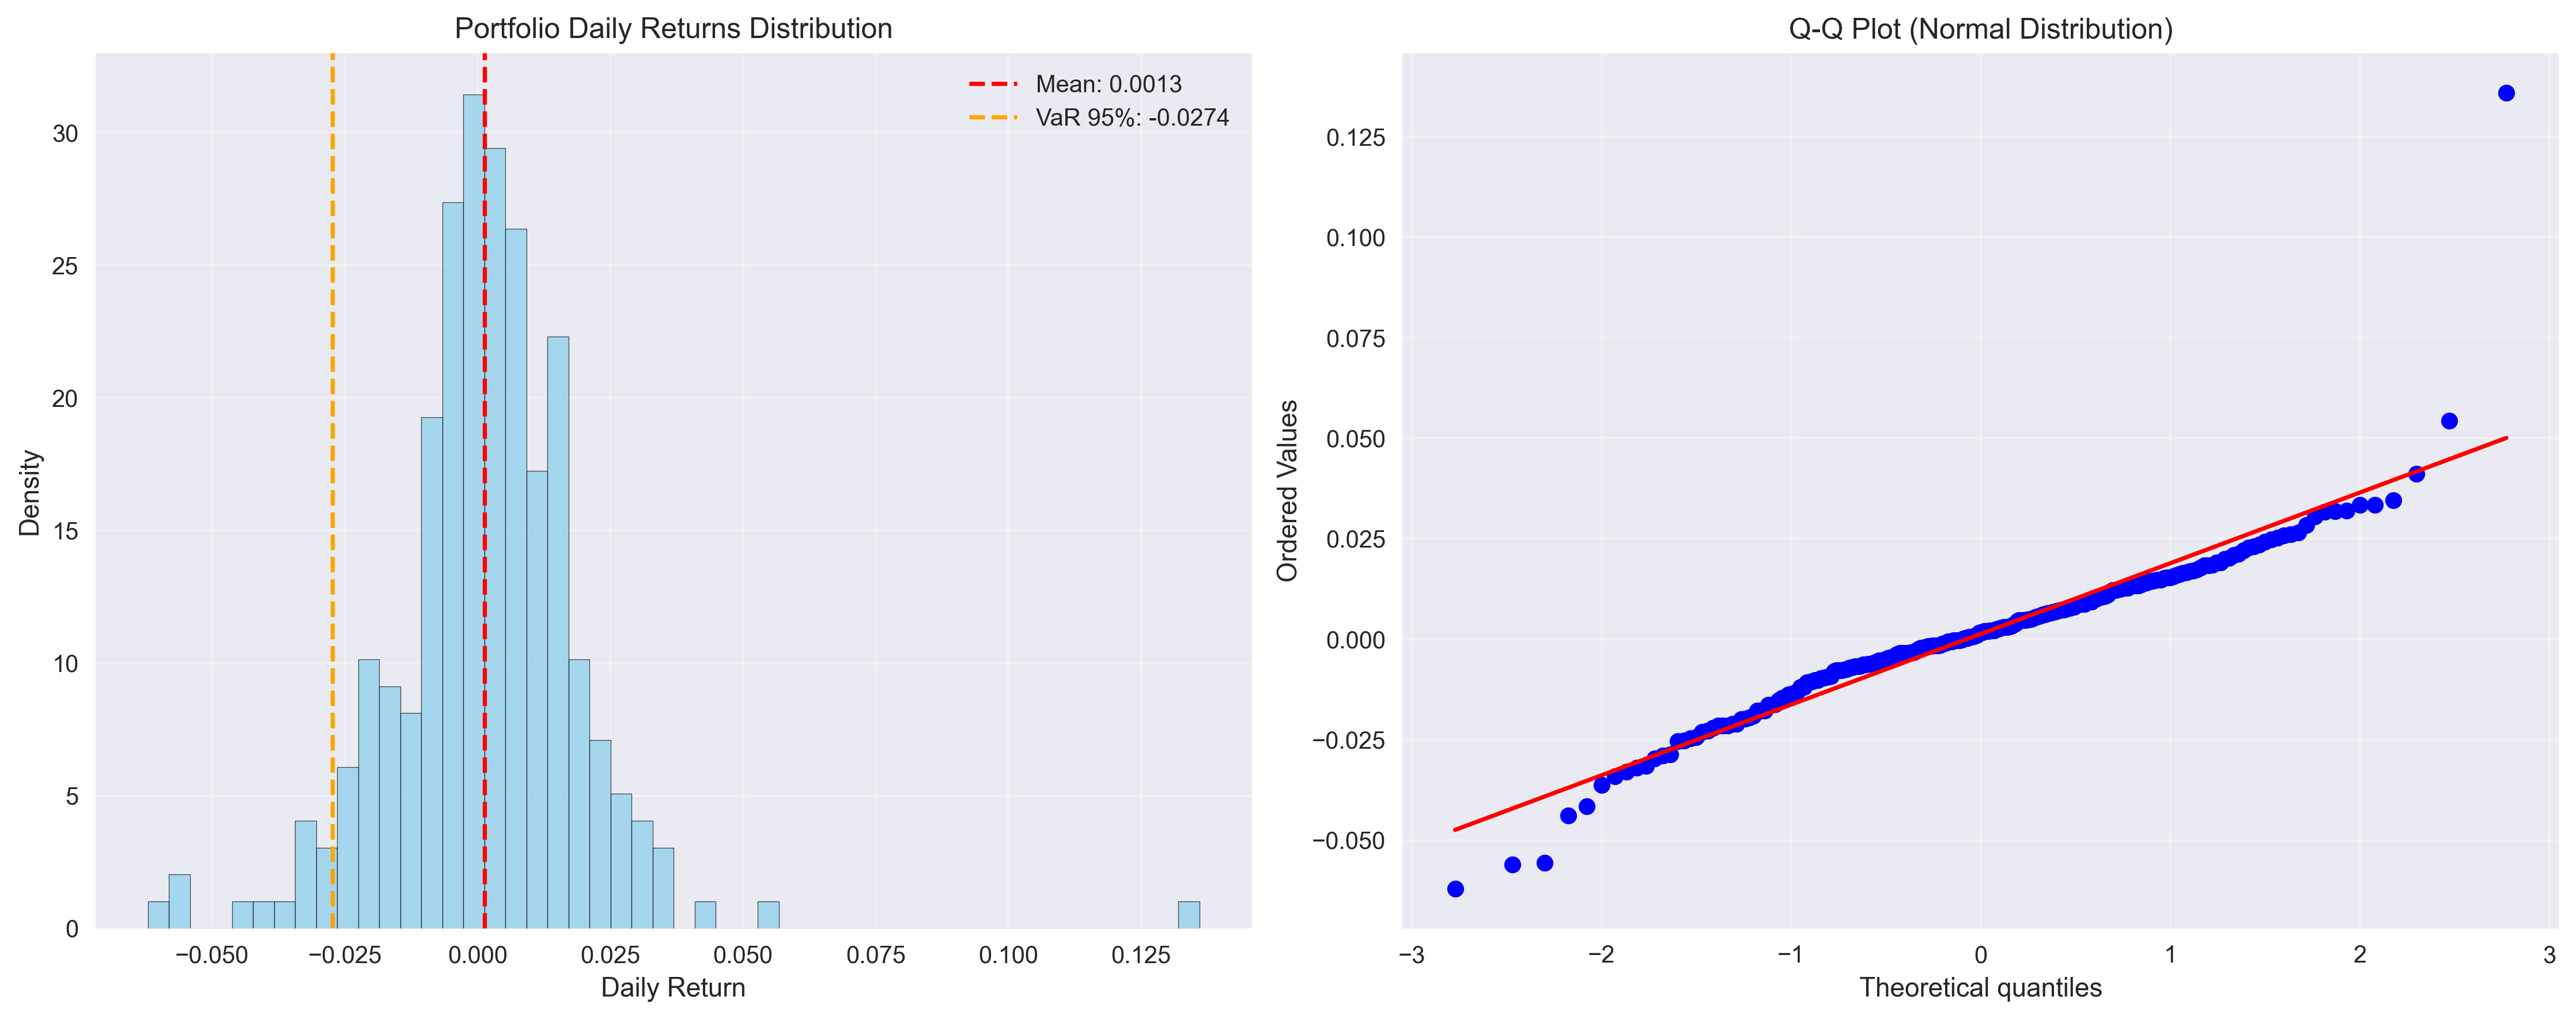 Portfolio Daily Returns Distribution
Mean: 0.0013
VaR 95%: -0.0274
Density
30
25
20
15
10
5
0
−0.050 −0.025 0.000 0.025 0.050 0.075 0.100 0.125
Daily Return
Q-Q Plot (Normal Distribution)
Ordered Values
0.125
0.100
0.075
0.050
0.025
0.000
−0.025
−0.050
−3 −2 −1 0 1 2 3
Theoretical quantiles